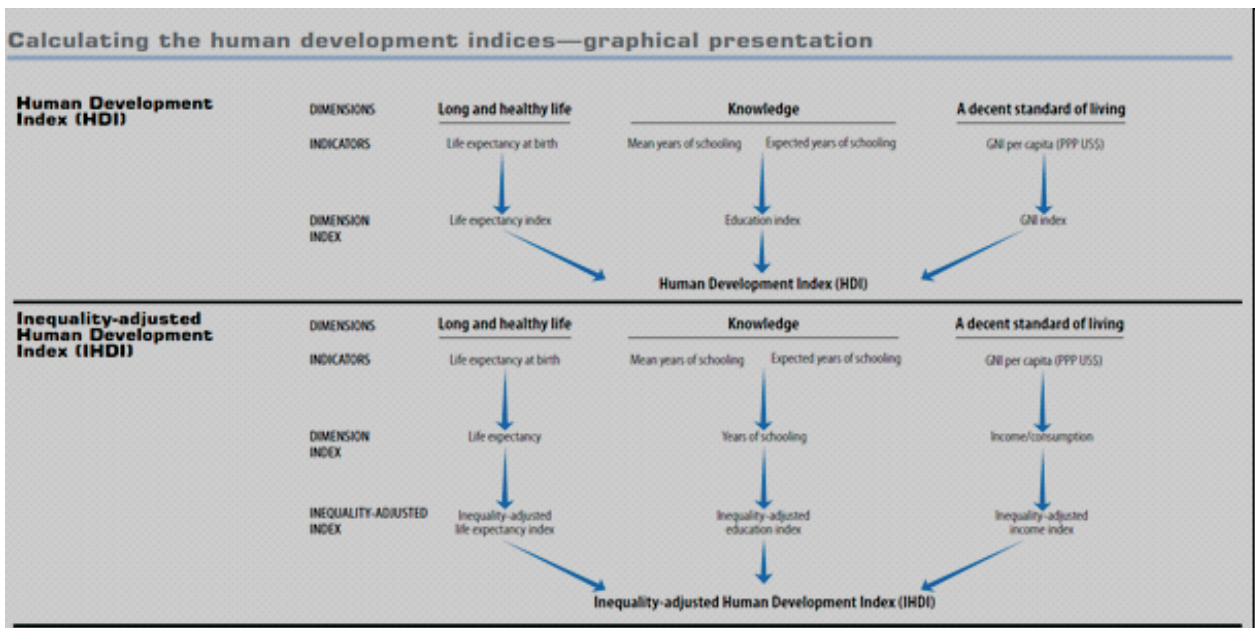 Calculating the human development indices—graphical presentation
Human Development
Index (HDI)
DIMENSIONS Long and healthy life Knowledge A decent standard of living
INDICATORS Life expectancy at birth Mean years of schooling Expected years of schooling GNI per capita (PPP US$)
DIMENSION
INDEX
Life expectancy index Education index GNI index
Human Development Index (HDI)
Inequality-adjusted
Human Development
Index (IHDI)
DIMENSIONS Long and healthy life Knowledge A decent standard of living
INDICATORS Life expectancy at birth Mean years of schooling Expected years of schooling GNI per capita (PPP US$)
DIMENSION
INDEX
Life expectancy Years of schooling Income/consumption
INEQUALITY-ADJUSTED
INDEX
Inequality-adjusted
life expectancy index
Inequality-adjusted
education index
Inequality-adjusted
income index
Inequality-adjusted Human Development Index (IHDI)